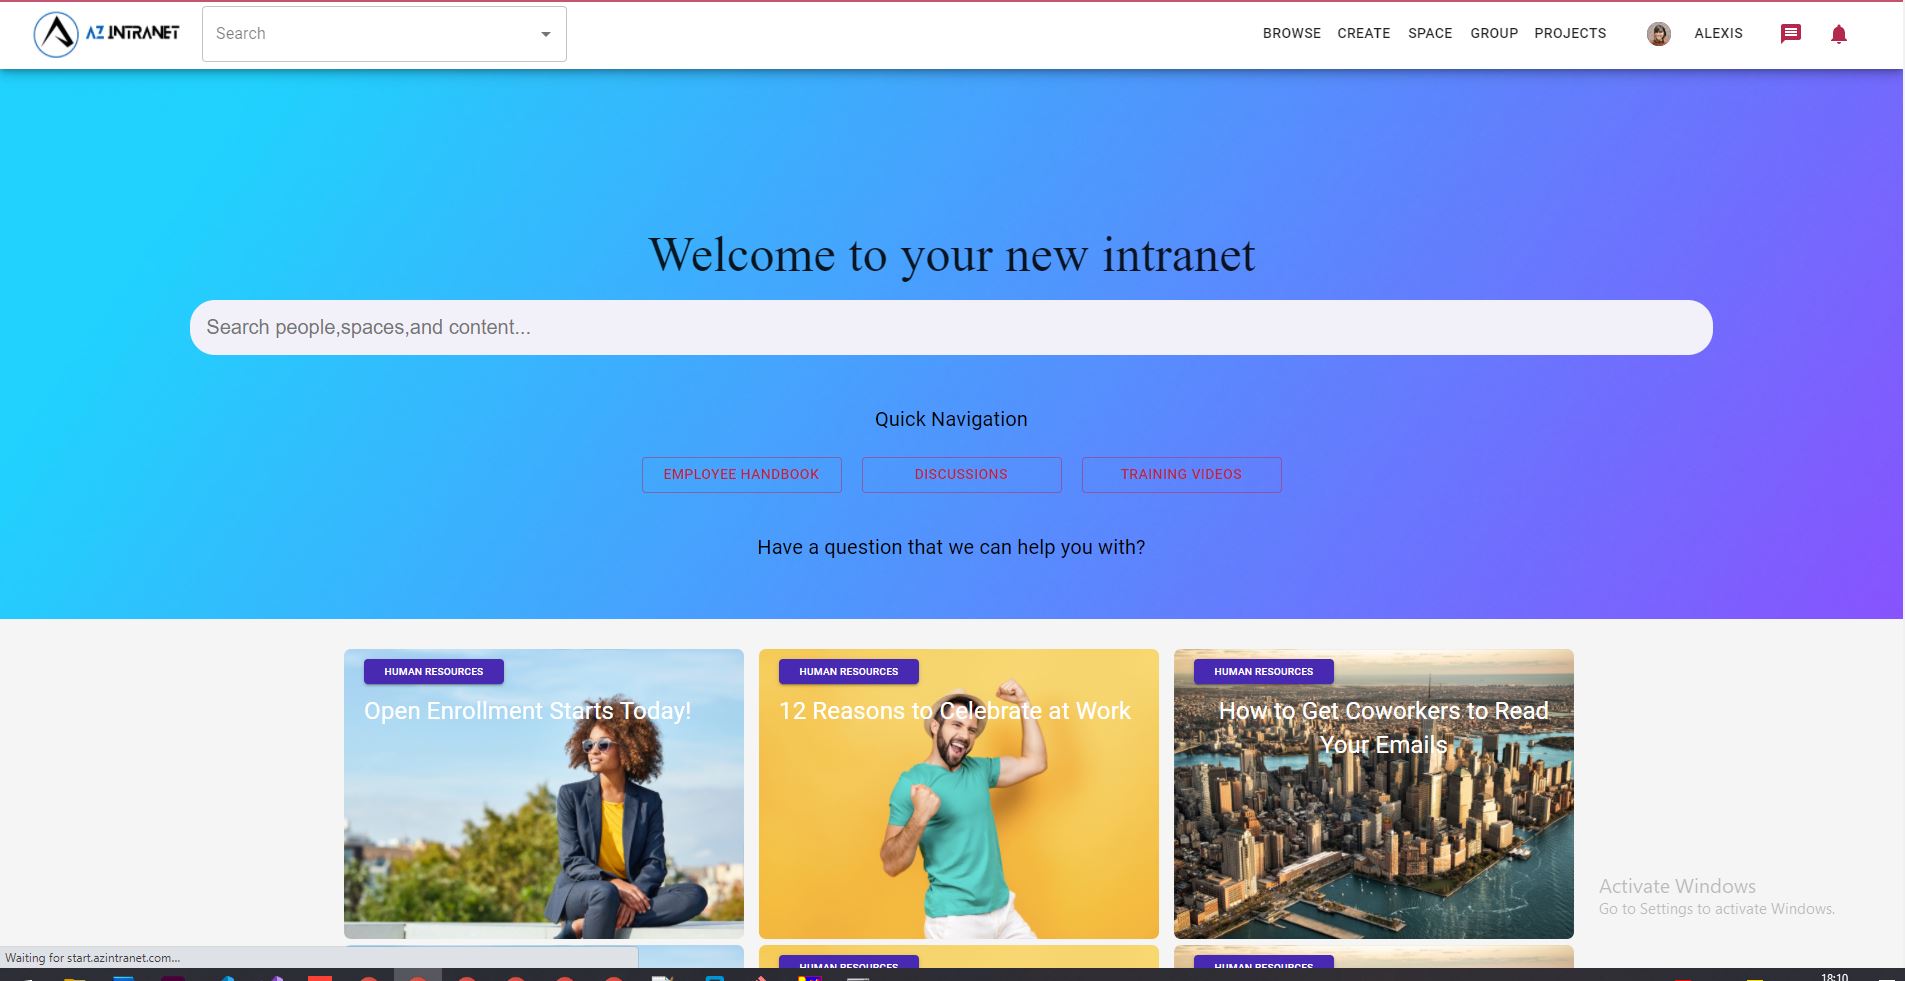 AZ INTRANET
Search
BROWSE CREATE SPACE GROUP PROJECTS ALEXIS
Welcome to your new intranet
Search people,spaces,and content...
Quick Navigation
EMPLOYEE HANDBOOK DISCUSSIONS TRAINING VIDEOS
Have a question that we can help you with?
HUMAN RESOURCES
Open Enrollment Starts Today!
HUMAN RESOURCES
12 Reasons to Celebrate at Work
HUMAN RESOURCES
How to Get Coworkers to Read
Your Emails
Activate Windows
Go to Settings to activate Windows.
HUMAN RESOURCES
HUMAN RESOURCES
Waiting for start.azintranet.com...
18:10